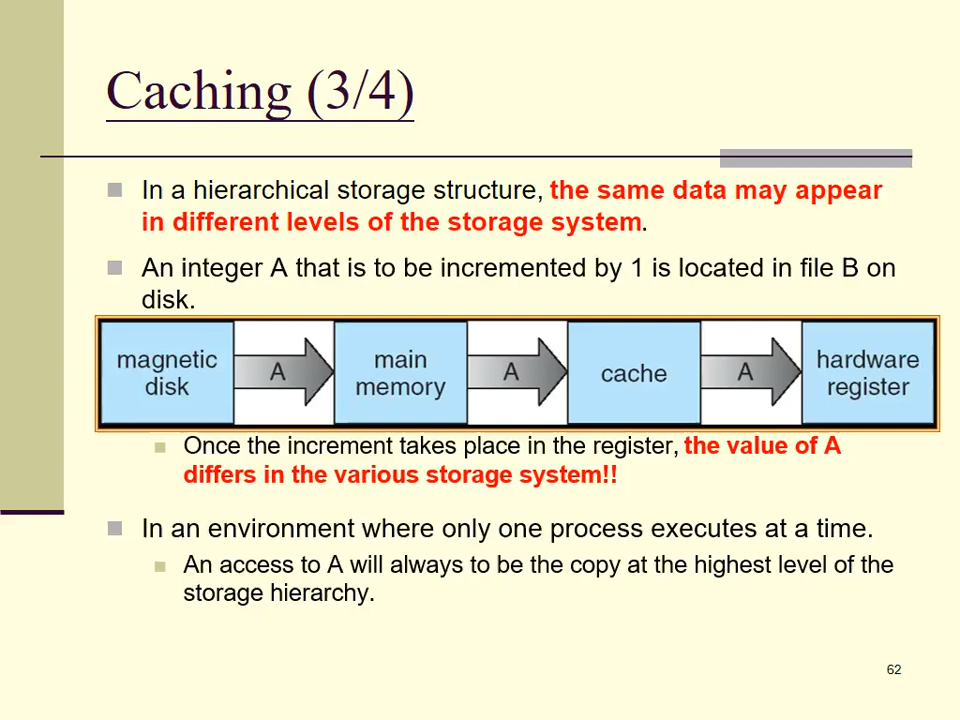 Caching (3/4)
In a hierarchical storage structure, the same data may appear
in different levels of the storage system.
An integer A that is to be incremented by 1 is located in file B on
disk.
magnetic
disk
A
main
memory
A
cache
A
hardware
register
Once the increment takes place in the register, the value of A
differs in the various storage system!!
In an environment where only one process executes at a time.
An access to A will always to be the copy at the highest level of the
storage hierarchy.
62